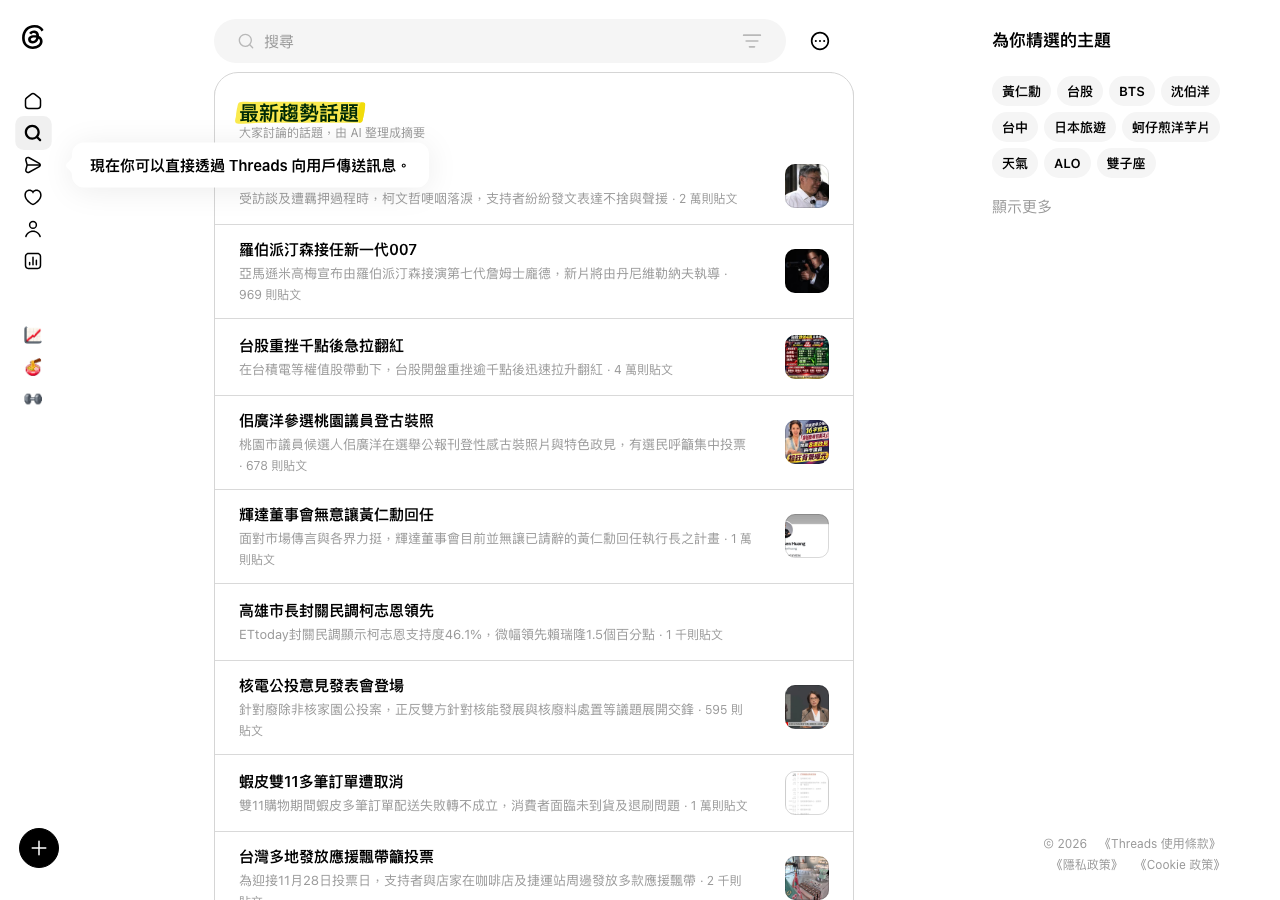 搜尋
最新趨勢話題
大家討論的話題，由 AI 整理成摘要
現在你可以直接透過 Threads 向用戶傳送訊息。
受訪談及遭羈押過程時，柯文哲哽咽落淚，支持者紛紛發文表達不捨與聲援 · 2 萬則貼文
羅伯派汀森接任新一代007
亞馬遜米高梅宣布由羅伯派汀森接演第七代詹姆士龐德，新片將由丹尼維勒納夫執導 ·
969 則貼文
台股重挫千點後急拉翻紅
在台積電等權值股帶動下，台股開盤重挫逾千點後迅速拉升翻紅 · 4 萬則貼文
佀廣洋參選桃園議員登古裝照
桃園市議員候選人佀廣洋在選舉公報刊登性感古裝照片與特色政見，有選民呼籲集中投票
· 678 則貼文
輝達董事會無意讓黃仁勳回任
面對市場傳言與各界力挺，輝達董事會目前並無讓已請辭的黃仁勳回任執行長之計畫 · 1 萬
則貼文
高雄市長封關民調柯志恩領先
ETtoday封關民調顯示柯志恩支持度46.1%，微幅領先賴瑞隆1.5個百分點 · 1 千則貼文
核電公投意見發表會登場
針對廢除非核家園公投案，正反雙方針對核能發展與核廢料處置等議題展開交鋒 · 595 則
貼文
蝦皮雙11多筆訂單遭取消
雙11購物期間蝦皮多筆訂單配送失敗轉不成立，消費者面臨未到貨及退刷問題 · 1 萬則貼文
台灣多地發放應援飄帶籲投票
為迎接11月28日投票日，支持者與店家在咖啡店及捷運站周邊發放多款應援飄帶 · 2 千則
貼文
為你精選的主題
黃仁勳 台股 BTS 沈伯洋
台中 日本旅遊 蚵仔煎洋芋片
天氣 ALO 雙子座
顯示更多
© 2026 《Threads 使用條款》
《隱私政策》 《Cookie 政策》